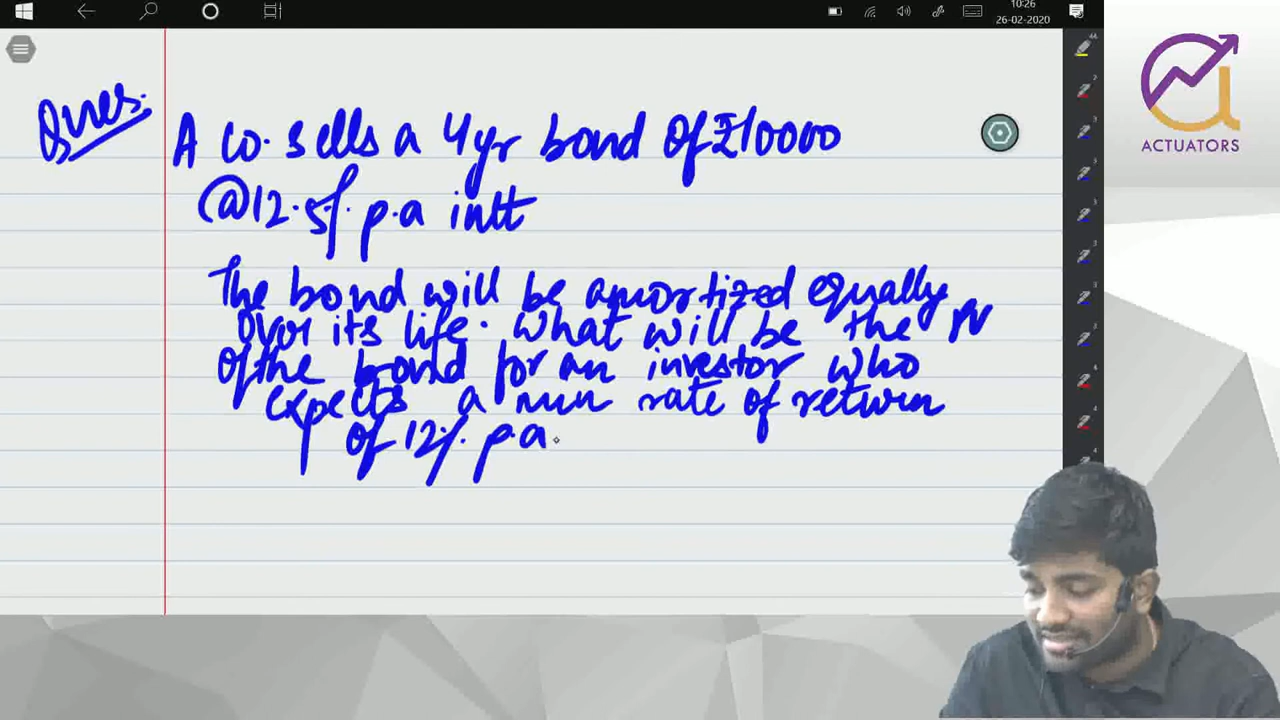 10:26
26-02-2020
ACTUATORS
Ques.
A co. sells a 4yr bond of ₹10000
@12.5% p.a intt
The bond will be amortized equally
over its life. What will be the PV
of the bond for an investor who
expects a min rate of return
of 12% p.a